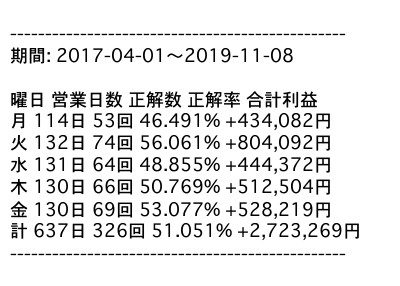 ------------------------------------------------
期間: 2017-04-01〜2019-11-08
曜日 営業日数 正解数 正解率 合計利益
月 114日 53回 46.491% +434,082円
火 132日 74回 56.061% +804,092円
水 131日 64回 48.855% +444,372円
木 130日 66回 50.769% +512,504円
金 130日 69回 53.077% +528,219円
計 637日 326回 51.051% +2,723,269円
------------------------------------------------